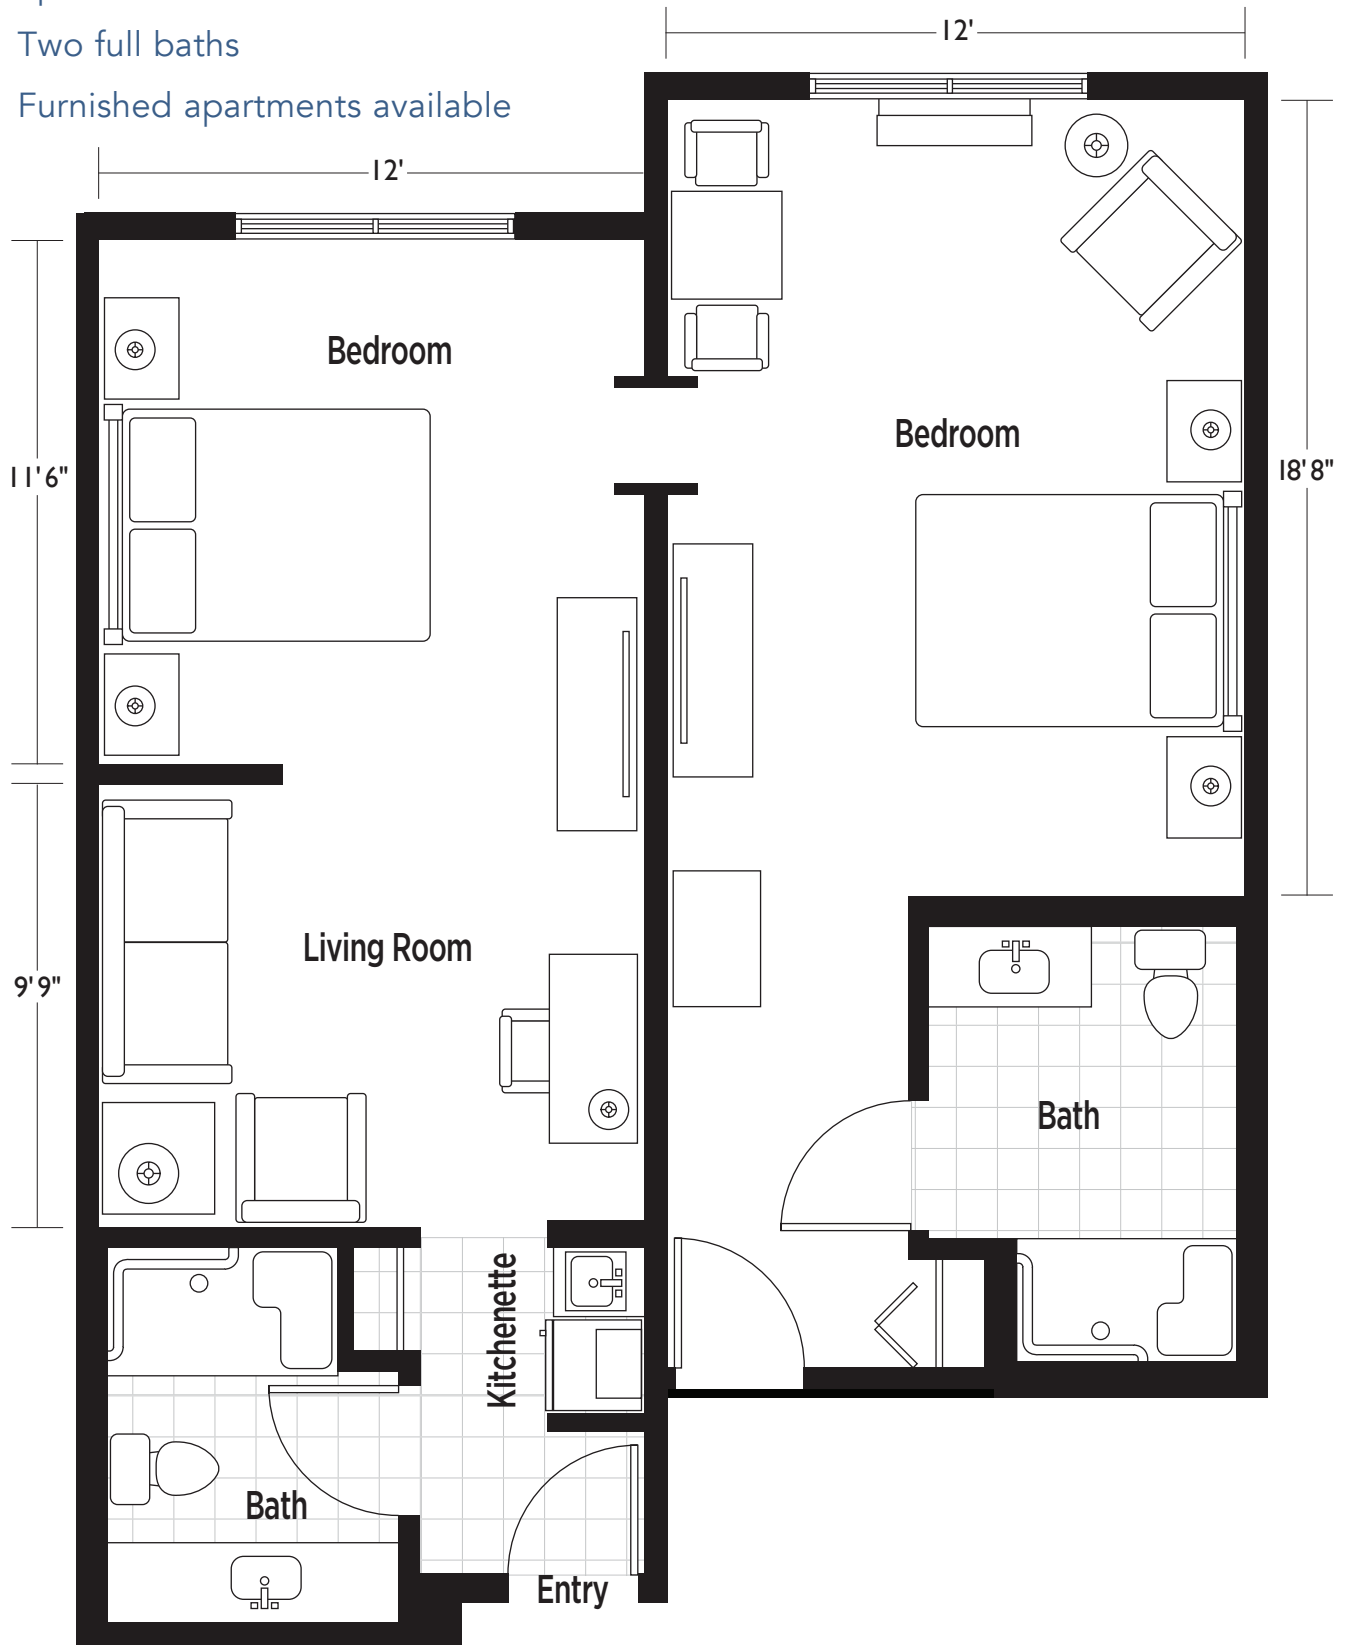 Two full baths
Furnished apartments available
12'
12'
Bedroom
Bedroom
11'6"
18'8"
Living Room
9'9"
Bath
Kitchenette
Bath
Entry